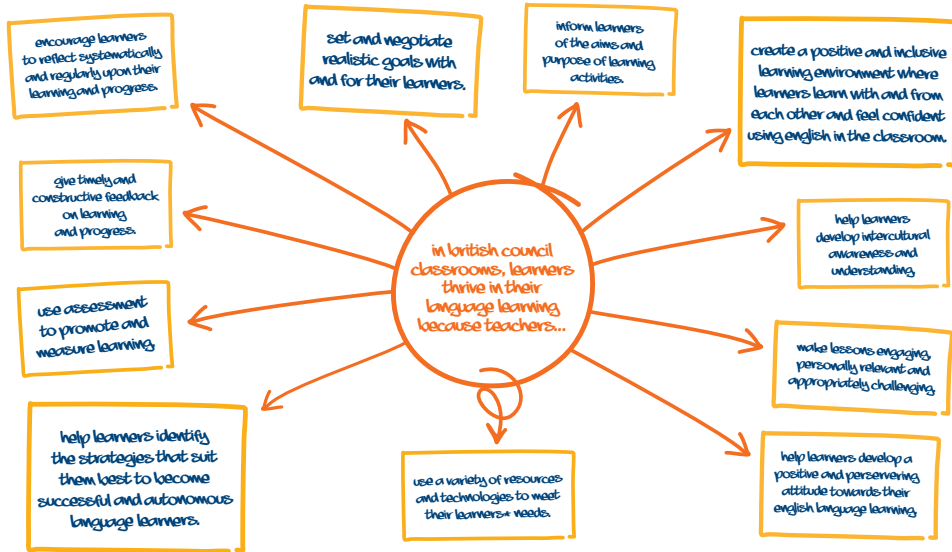 encourage learners
to reflect systematically
and regularly upon their
learning and progress.
set and negotiate
realistic goals with
and for their learners.
inform learners
of the aims and
purpose of learning
activities.
create a positive and inclusive
learning environment where
learners learn with and from
each other and feel confident
using english in the classroom.
give timely and
constructive feedback
on learning
and progress.
in british council
classrooms, learners
thrive in their
language learning
because teachers...
help learners
develop intercultural
awareness and
understanding.
use assessment
to promote and
measure learning.
make lessons engaging,
personally relevant and
appropriately challenging.
help learners identify
the strategies that suit
them best to become
successful and autonomous
language learners.
use a variety of resources
and technologies to meet
their learners* needs.
help learners develop a
positive and perservering
attitude towards their
english language learning.